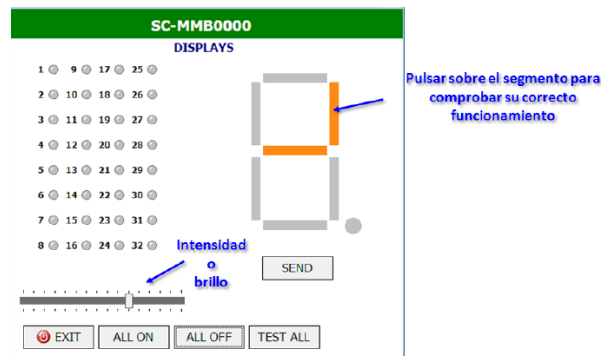 SC-MMB0000
DISPLAYS
1 9 17 25
2 10 18 26
3 11 19 27
4 12 20 28
5 13 21 29
6 14 22 30
7 15 23 31
8 16 24 32
Pulsar sobre el segmento para
comprobar su correcto
funcionamiento
Intensidad
o
brillo
SEND
EXIT ALL ON ALL OFF TEST ALL